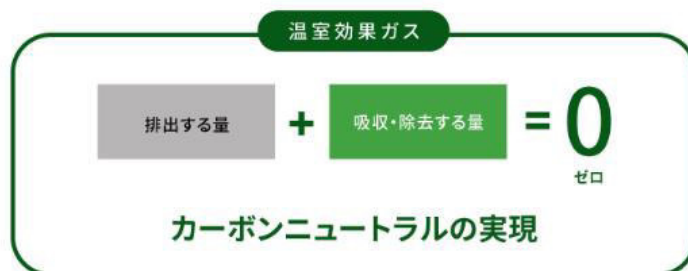 温室効果ガス
排出する量 + 吸収・除去する量 = 0
ゼロ
カーボンニュートラルの実現